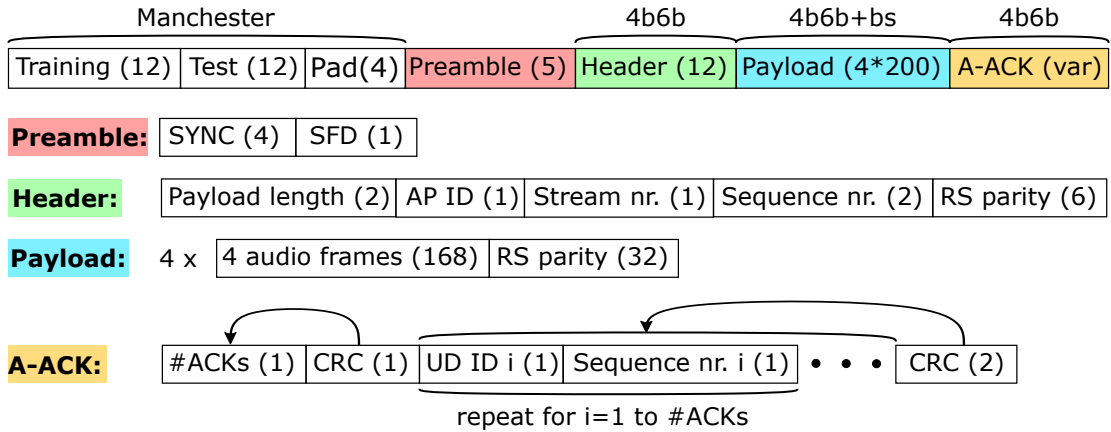 Manchester 4b6b 4b6b+bs 4b6b
Training (12) Test (12) Pad(4) Preamble (5) Header (12) Payload (4*200) A-ACK (var)
Preamble: SYNC (4) SFD (1)
Header: Payload length (2) AP ID (1) Stream nr. (1) Sequence nr. (2) RS parity (6)
Payload: 4 x 4 audio frames (168) RS parity (32)
A-ACK: #ACKs (1) CRC (1) UD ID i (1) Sequence nr. i (1) • • • CRC (2)
repeat for i=1 to #ACKs